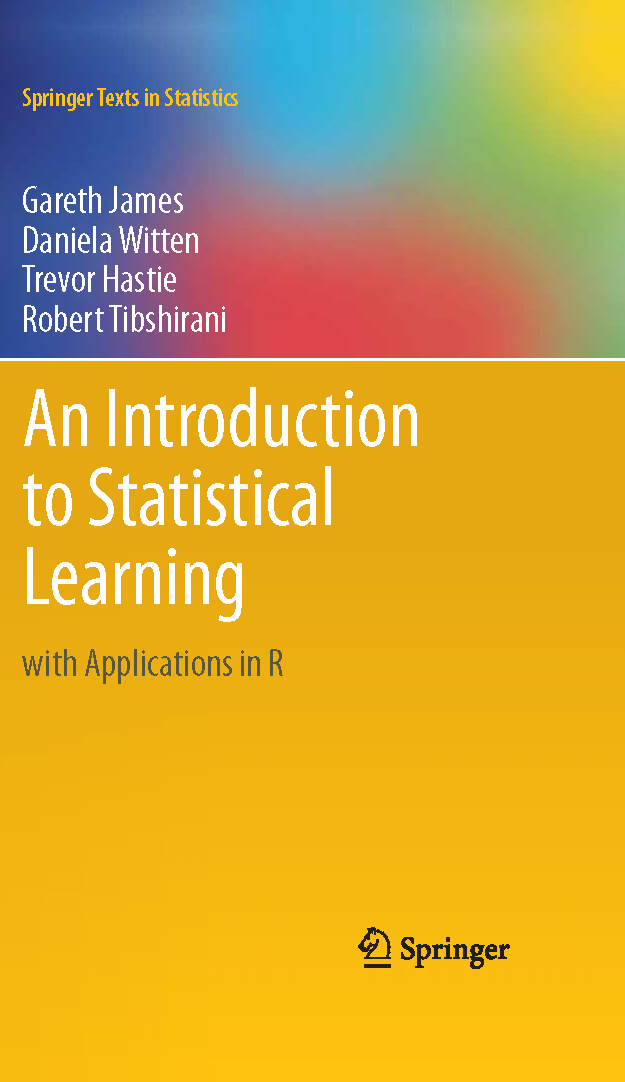 Springer Texts in Statistics
Gareth James
Daniela Witten
Trevor Hastie
Robert Tibshirani
An Introduction
to Statistical
Learning
with Applications in R
Springer